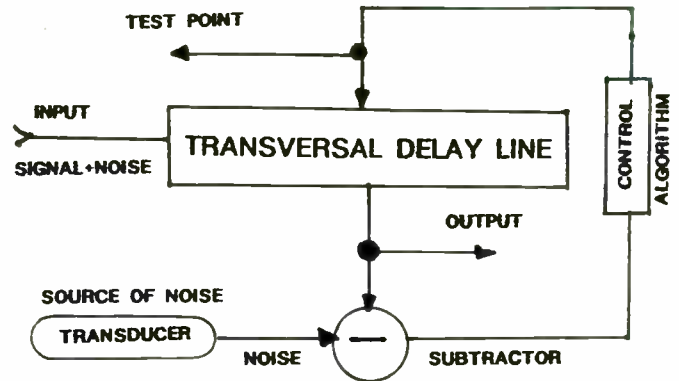 TEST POINT
INPUT
SIGNAL+NOISE
TRANSVERSAL DELAY LINE
CONTROL
ALGORITHM
OUTPUT
SOURCE OF NOISE
TRANSDUCER
NOISE
SUBTRACTOR